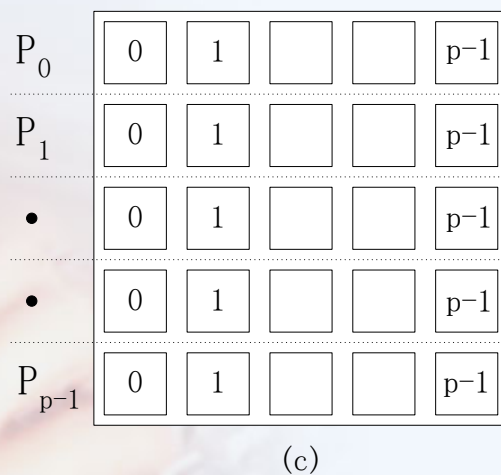 P₀ 0 1 p-1
P₁ 0 1 p-1
• 0 1 p-1
• 0 1 p-1
Pₚ₋₁ 0 1 p-1
(c)